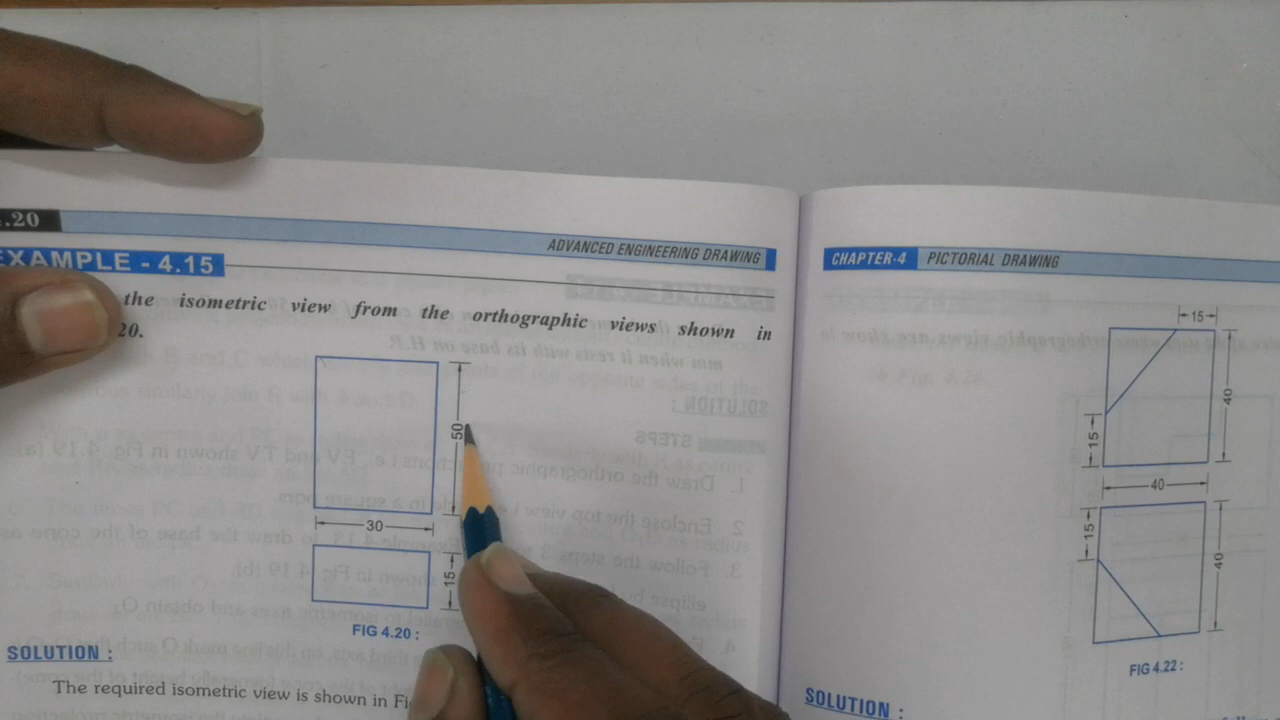 .20
ADVANCED ENGINEERING DRAWING
EXAMPLE - 4.15
the isometric view from the orthographic views shown in
20.
50
30
15
FIG 4.20 :
SOLUTION :
The required isometric view is shown in Fi
CHAPTER-4 PICTORIAL DRAWING
15
40
15
40
15
40
FIG 4.22 :
SOLUTION :